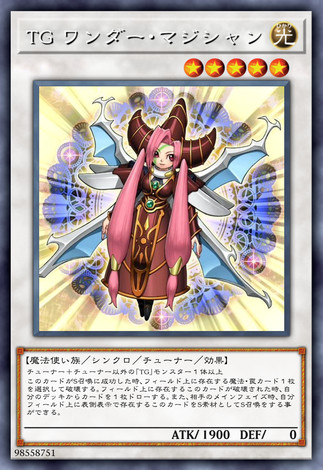 TG ワンダー・マジシャン
光
【魔法使い族／シンクロ／チューナー／効果】
チューナー＋チューナー以外の「TG」モンスター１体以上
このカードがS召喚に成功した時、フィールド上に存在する魔法・罠カード１枚
を選択して破壊する。フィールド上に存在するこのカードが破壊された時、自
分のデッキからカードを１枚ドローする。また、相手のメインフェイズ時、自分
フィールド上に表側表示で存在するこのカードをS素材としてS召喚をする事
ができる。
ATK/ 1900 DEF/ 0
98558751